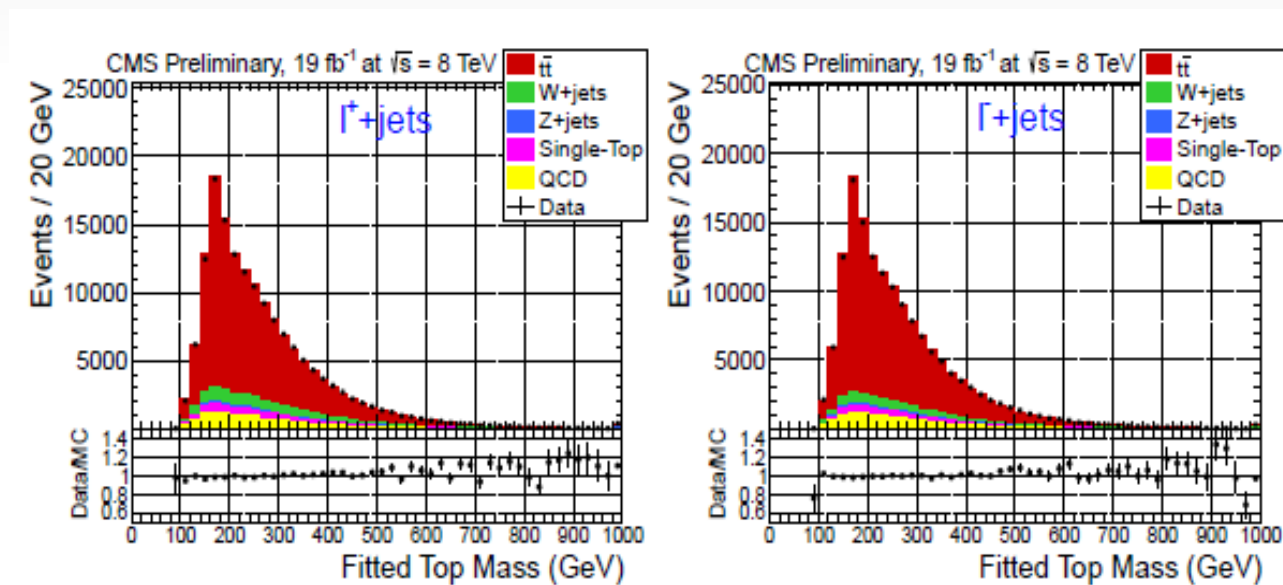 CMS Preliminary, 19 fb⁻¹ at √s = 8 TeV
tt̄
W+jets
Z+jets
Single-Top
QCD
Data
l⁺+jets
Events / 20 GeV
25000
20000
15000
10000
5000
Data/MC
1.4
1.2
1
0.8
0.6
0 100 200 300 400 500 600 700 800 900 1000
Fitted Top Mass (GeV)
CMS Preliminary, 19 fb⁻¹ at √s = 8 TeV
tt̄
W+jets
Z+jets
Single-Top
QCD
Data
l⁻+jets
Events / 20 GeV
25000
20000
15000
10000
5000
Data/MC
1.4
1.2
1
0.8
0.6
0 100 200 300 400 500 600 700 800 900 1000
Fitted Top Mass (GeV)